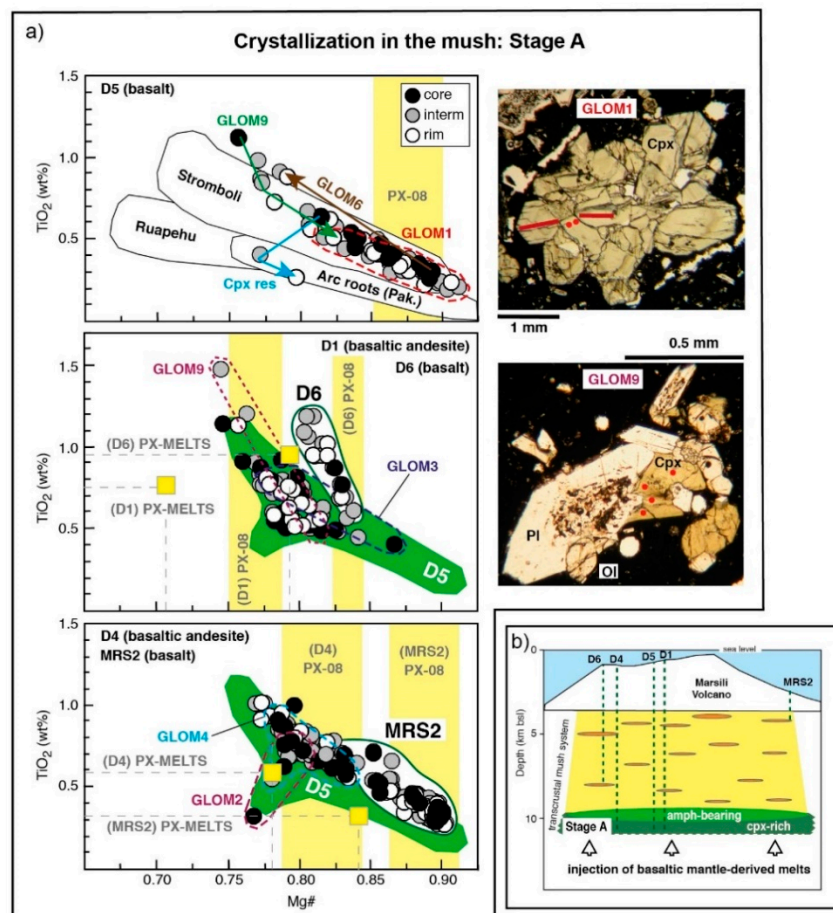 a)
Crystallization in the mush: Stage A
D5 (basalt)
core
interm
rim
GLOM9
GLOM6
PX-08
Stromboli
GLOM1
Ruapehu
Cpx res
Arc roots (Pak.)
TiO2 (wt%)
1.5
1.0
0.5
GLOM1
Cpx
1 mm
D1 (basaltic andesite)
D6 (basalt)
GLOM9
D6
(D6) PX-08
(D6) PX-MELTS
GLOM3
(D1) PX-MELTS
(D1) PX-08
D5
TiO2 (wt%)
1.5
1.0
0.5
0.5 mm
GLOM9
Cpx
Pl
Ol
D4 (basaltic andesite)
MRS2 (basalt)
(D4)
PX-08
(MRS2)
PX-08
MRS2
GLOM4
(D4) PX-MELTS
D5
GLOM2
(MRS2) PX-MELTS
TiO2 (wt%)
1.5
1.0
0.5
0.70
0.75
0.80
0.85
0.90
Mg#
b)
0
5
10
Depth (km bsl)
sea level
D6
D4
D5
D1
MRS2
Marsili
Volcano
transcrustal mush system
amph-bearing
Stage A
cpx-rich
injection of basaltic mantle-derived melts